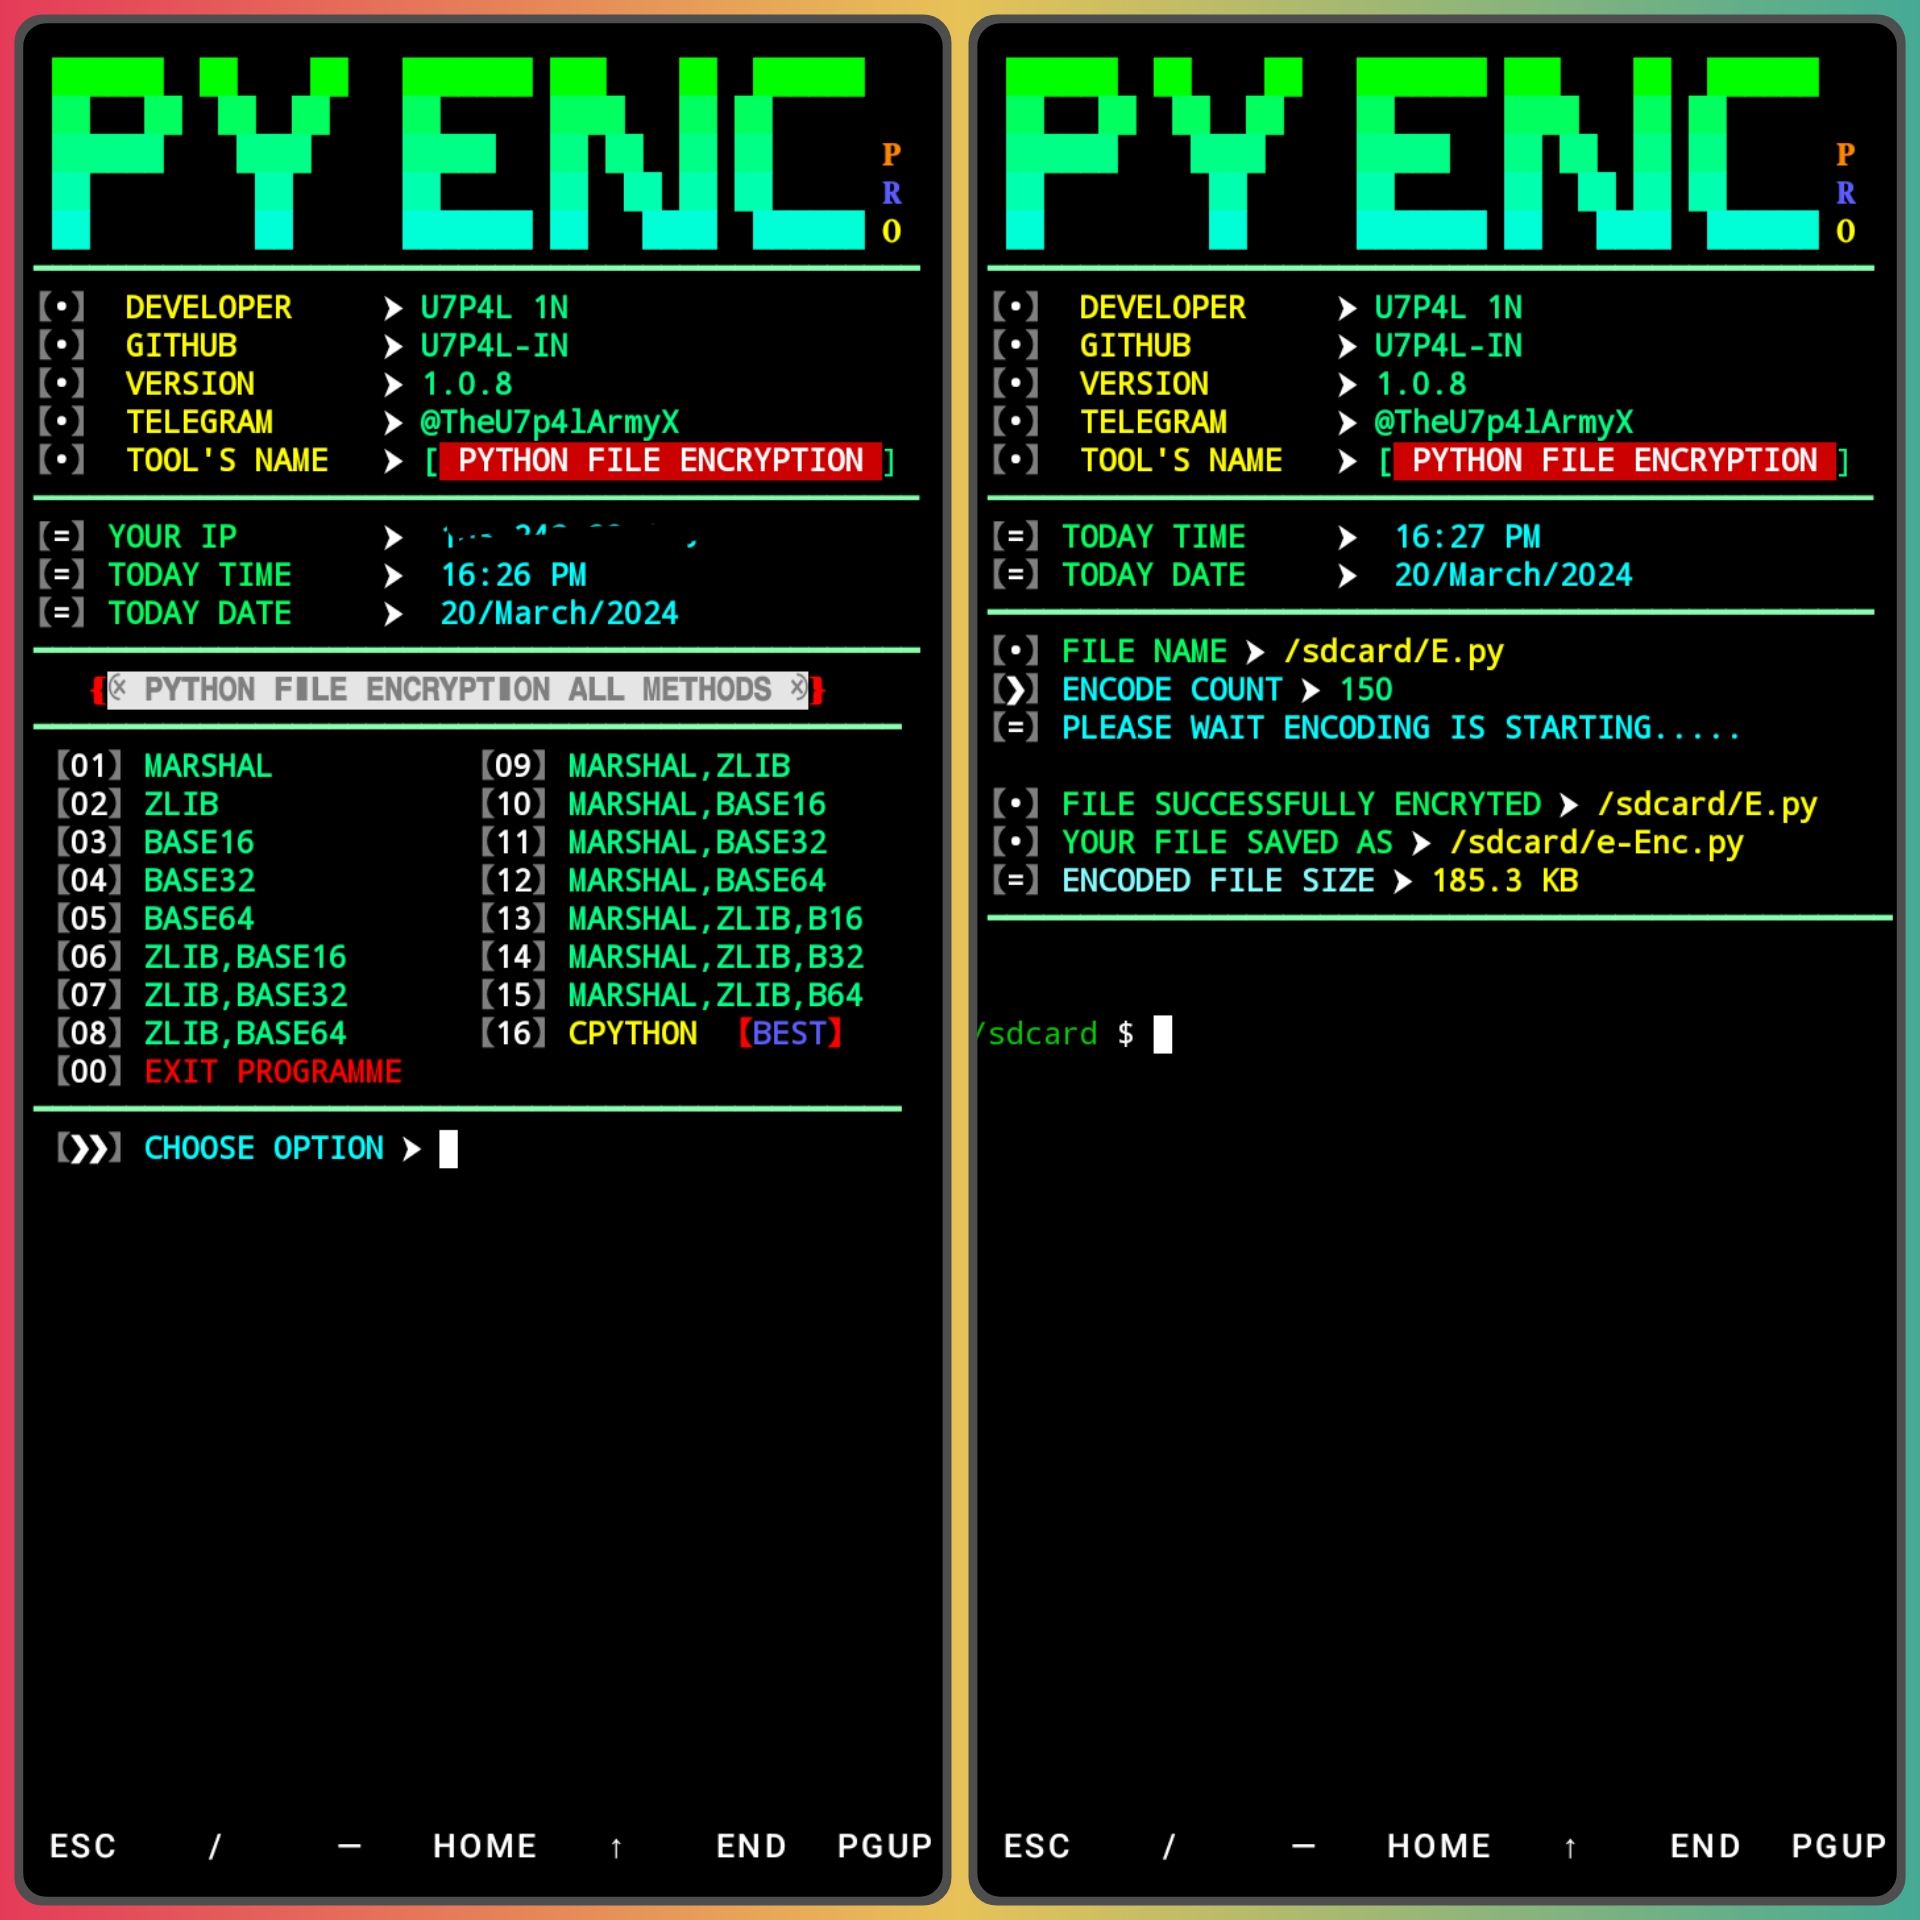 PY ENC
PRO
DEVELOPER ➤ U7P4L 1N
GITHUB ➤ U7P4L-IN
VERSION ➤ 1.0.8
TELEGRAM ➤ @TheU7p4lArmyX
TOOL'S NAME ➤ [ PYTHON FILE ENCRYPTION ]
[=] YOUR IP ➤
[=] TODAY TIME ➤ 16:26 PM
[=] TODAY DATE ➤ 20/March/2024
PYTHON FILE ENCRYPTION ALL METHODS
[01] MARSHAL [09] MARSHAL,ZLIB
[02] ZLIB [10] MARSHAL,BASE16
[03] BASE16 [11] MARSHAL,BASE32
[04] BASE32 [12] MARSHAL,BASE64
[05] BASE64 [13] MARSHAL,ZLIB,B16
[06] ZLIB,BASE16 [14] MARSHAL,ZLIB,B32
[07] ZLIB,BASE32 [15] MARSHAL,ZLIB,B64
[08] ZLIB,BASE64 [16] CPYTHON 【BEST】
[00] EXIT PROGRAMME
[❯❯] CHOOSE OPTION ➤
ESC / — HOME ↑ END PGUP
PY ENC
PRO
DEVELOPER ➤ U7P4L 1N
GITHUB ➤ U7P4L-IN
VERSION ➤ 1.0.8
TELEGRAM ➤ @TheU7p4lArmyX
TOOL'S NAME ➤ [ PYTHON FILE ENCRYPTION ]
[=] TODAY TIME ➤ 16:27 PM
[=] TODAY DATE ➤ 20/March/2024
[•] FILE NAME ➤ /sdcard/E.py
[❯] ENCODE COUNT ➤ 150
[=] PLEASE WAIT ENCODING IS STARTING.....
[•] FILE SUCCESSFULLY ENCRYTED ➤ /sdcard/E.py
[•] YOUR FILE SAVED AS ➤ /sdcard/e-Enc.py
[=] ENCODED FILE SIZE ➤ 185.3 KB
/sdcard $
ESC / — HOME ↑ END PGUP